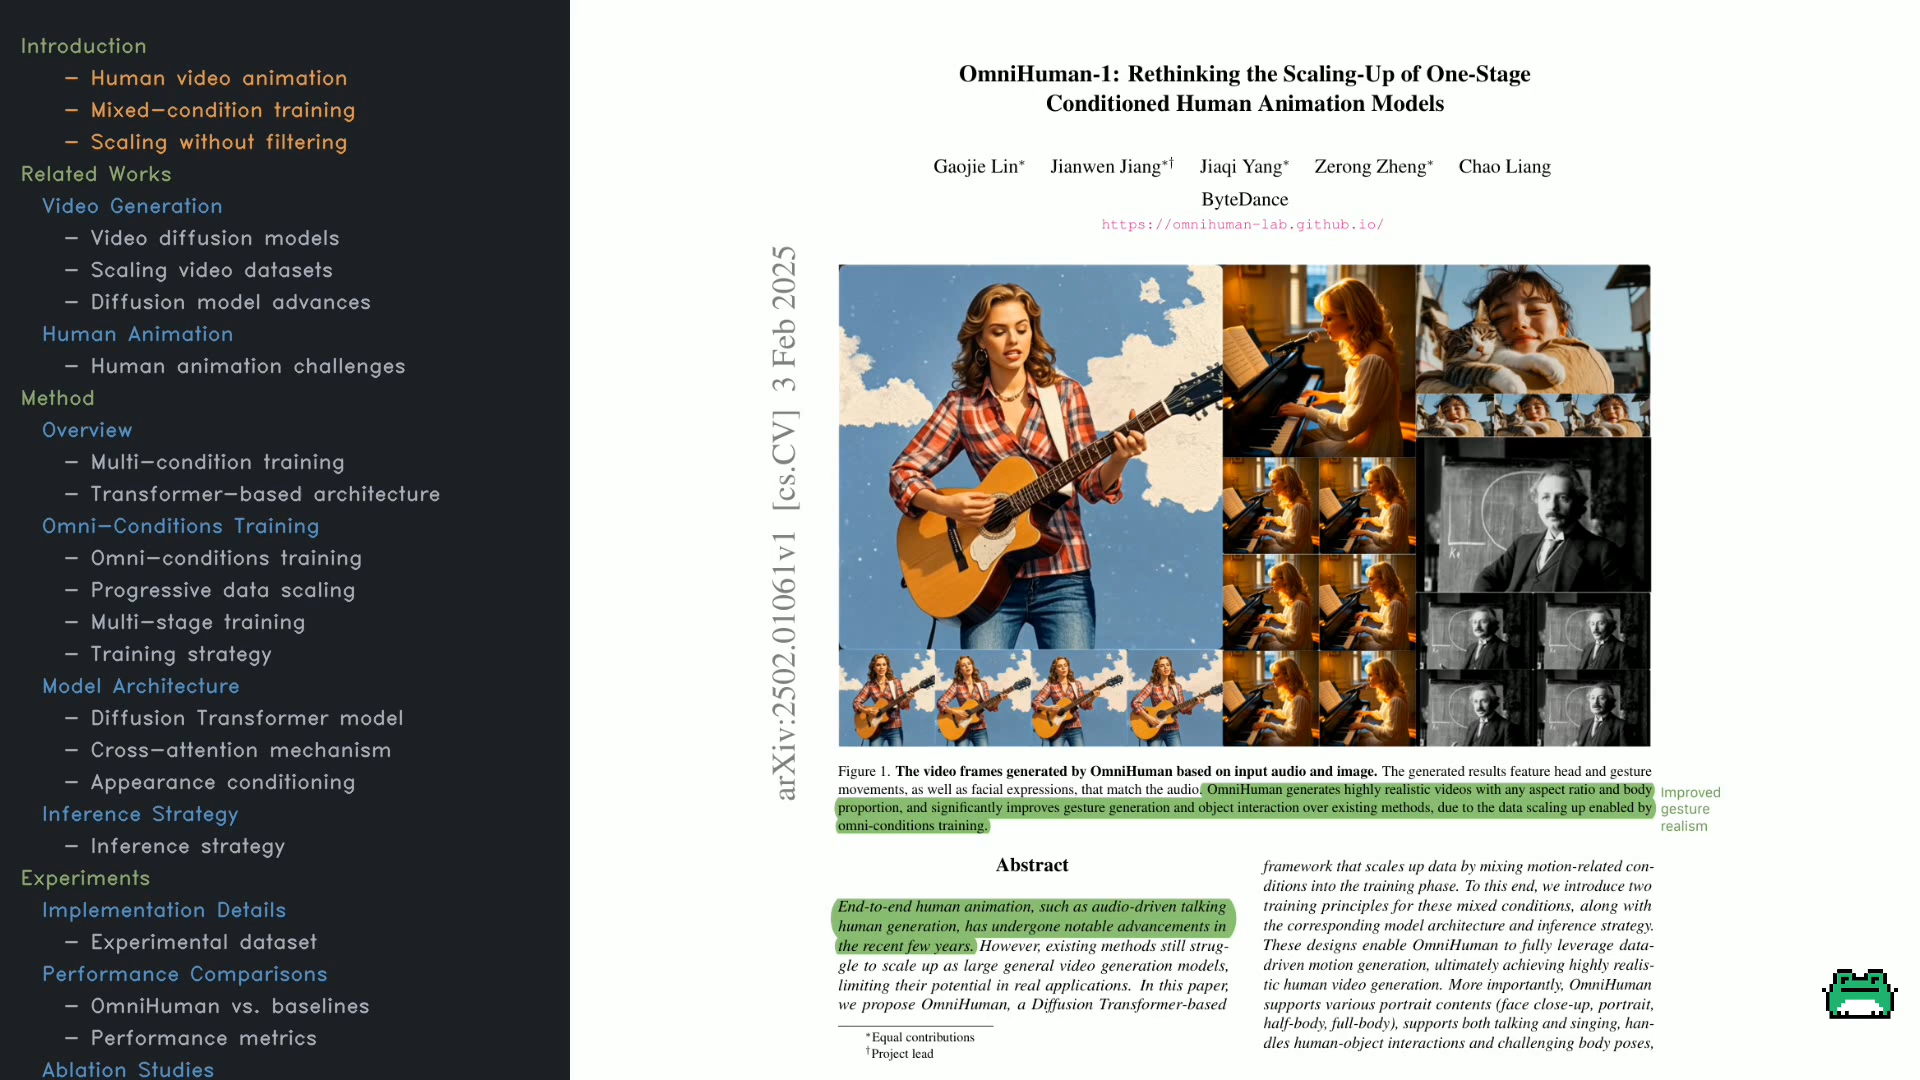 Introduction
– Human video animation
– Mixed-condition training
– Scaling without filtering
Related Works
Video Generation
– Video diffusion models
– Scaling video datasets
– Diffusion model advances
Human Animation
– Human animation challenges
Method
Overview
– Multi-condition training
– Transformer-based architecture
Omni-Conditions Training
– Omni-conditions training
– Progressive data scaling
– Multi-stage training
– Training strategy
Model Architecture
– Diffusion Transformer model
– Cross-attention mechanism
– Appearance conditioning
Inference Strategy
– Inference strategy
Experiments
Implementation Details
– Experimental dataset
Performance Comparisons
– OmniHuman vs. baselines
– Performance metrics
Ablation Studies
OmniHuman-1: Rethinking the Scaling-Up of One-Stage
Conditioned Human Animation Models
Gaojie Lin* Jianwen Jiang*† Jiaqi Yang* Zerong Zheng* Chao Liang
ByteDance
https://omnihuman-lab.github.io/
arXiv:2502.01061v1 [cs.CV] 3 Feb 2025
Figure 1. The video frames generated by OmniHuman based on input audio and image. The generated results feature head and gesture
movements, as well as facial expressions, that match the audio. OmniHuman generates highly realistic videos with any aspect ratio and body
proportion, and significantly improves gesture generation and object interaction over existing methods, due to the data scaling up enabled by
omni-conditions training.
Improved
gesture
realism
Abstract
End-to-end human animation, such as audio-driven talking
human generation, has undergone notable advancements in
the recent few years. However, existing methods still strug-
gle to scale up as large general video generation models,
limiting their potential in real applications. In this paper,
we propose OmniHuman, a Diffusion Transformer-based
*Equal contributions
†Project lead
framework that scales up data by mixing motion-related con-
ditions into the training phase. To this end, we introduce two
training principles for these mixed conditions, along with
the corresponding model architecture and inference strategy.
These designs enable OmniHuman to fully leverage data-
driven motion generation, ultimately achieving highly realis-
tic human video generation. More importantly, OmniHuman
supports various portrait contents (face close-up, portrait,
half-body, full-body), supports both talking and singing, han-
dles human-object interactions and challenging body poses,